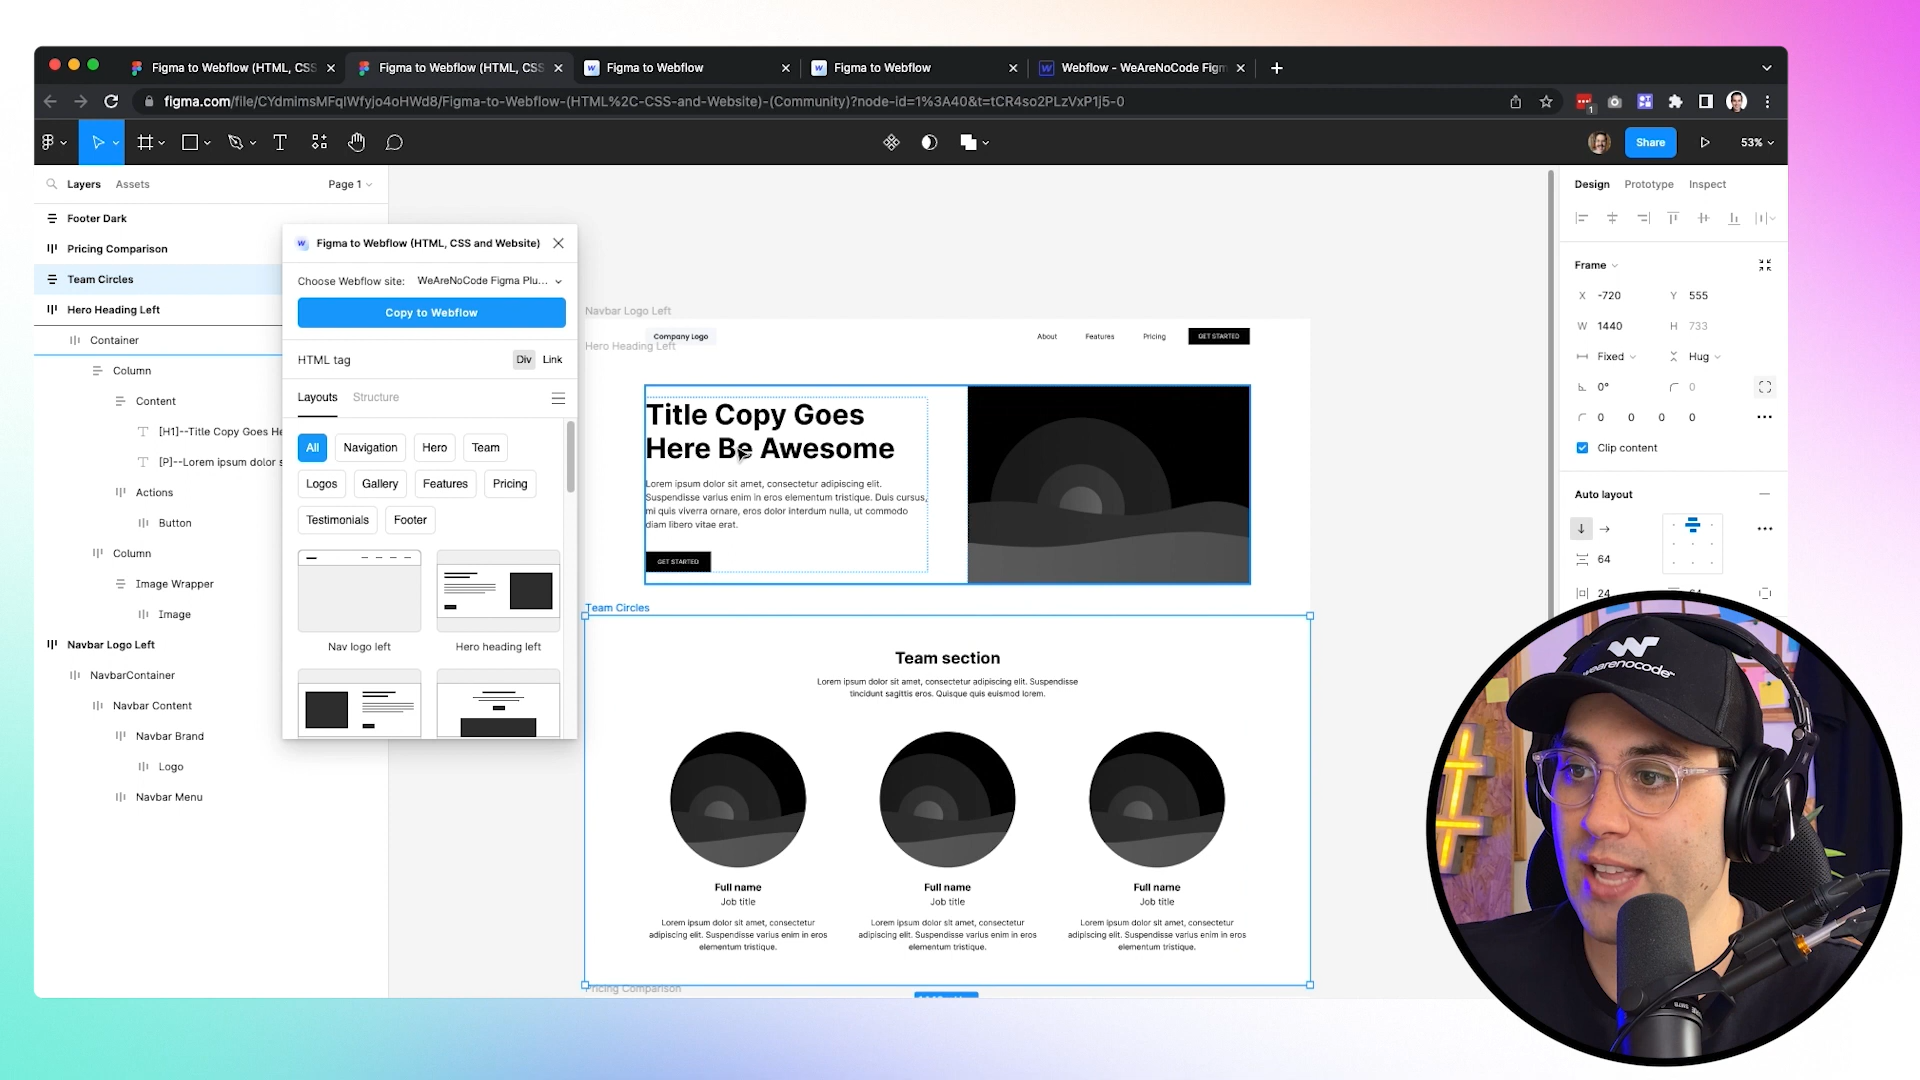 Figma to Webflow (HTML, CSS
Figma to Webflow (HTML, CSS
Figma to Webflow
Figma to Webflow
Webflow - WeAreNoCode Figm
figma.com/file/CYdmimsMFqlWfyjo4oHWd8/Figma-to-Webflow-(HTML%2C-CSS-and-Website)-(Community)?node-id=1%3A40&t=tCR4so2PLzVxP1j5-0
1
Share
53%
Layers
Assets
Page 1
Footer Dark
Pricing Comparison
Team Circles
Hero Heading Left
Container
Column
Content
[H1]--Title Copy Goes He
[P]--Lorem ipsum dolor s
Actions
Button
Column
Image Wrapper
Image
Navbar Logo Left
NavbarContainer
Navbar Content
Navbar Brand
Logo
Navbar Menu
Figma to Webflow (HTML, CSS and Website)
Choose Webflow site:
WeAreNoCode Figma Plu...
Copy to Webflow
HTML tag
Div
Link
Layouts
Structure
All
Navigation
Hero
Team
Logos
Gallery
Features
Pricing
Testimonials
Footer
Nav logo left
Hero heading left
Navbar Logo Left
Company Logo
About
Features
Pricing
GET STARTED
Hero Heading Left
Title Copy Goes
Here Be Awesome
Lorem ipsum dolor sit amet, consectetur adipiscing elit.
Suspendisse varius enim in eros elementum tristique. Duis cursus,
mi quis viverra ornare, eros dolor interdum nulla, ut commodo
diam libero vitae erat.
GET STARTED
Team Circles
Team section
Lorem ipsum dolor sit amet, consectetur adipiscing elit. Suspendisse
tincidunt sagittis eros. Quisque quis euismod lorem.
Full name
Job title
Lorem ipsum dolor sit amet, consectetur
adipiscing elit. Suspendisse varius enim in eros
elementum tristique.
Full name
Job title
Lorem ipsum dolor sit amet, consectetur
adipiscing elit. Suspendisse varius enim in eros
elementum tristique.
Full name
Job title
Lorem ipsum dolor sit amet, consectetur
adipiscing elit. Suspendisse varius enim in eros
elementum tristique.
Pricing Comparison
Design
Prototype
Inspect
Frame
X -720
Y 555
W 1440
H 733
Fixed
Hug
0°
0
0 0 0 0
Clip content
Auto layout
64
24
wearenocode